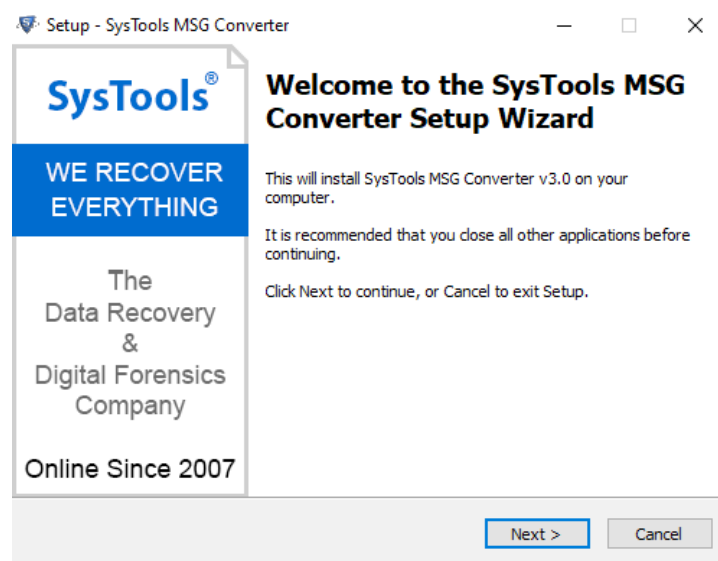 Setup - SysTools MSG Converter
SysTools®
WE RECOVER
EVERYTHING
The
Data Recovery
&
Digital Forensics
Company
Online Since 2007
Welcome to the SysTools MSG
Converter Setup Wizard
This will install SysTools MSG Converter v3.0 on your
computer.
It is recommended that you close all other applications before
continuing.
Click Next to continue, or Cancel to exit Setup.
Next >
Cancel